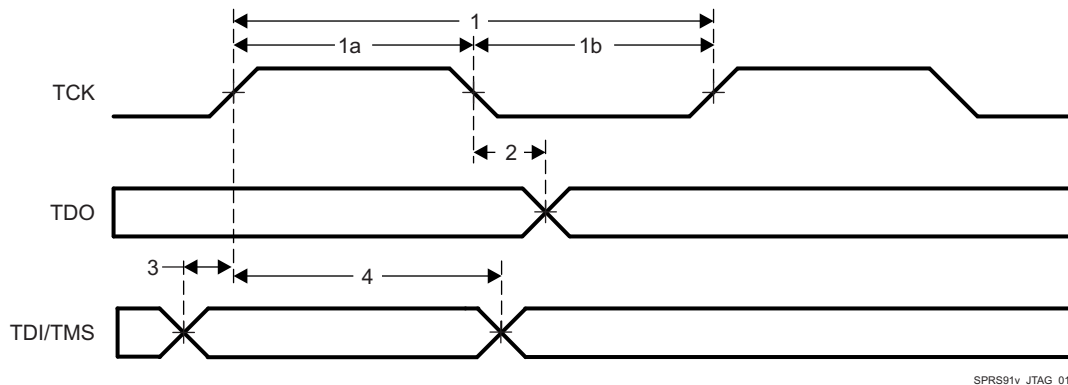 1
1a
1b
TCK
2
TDO
3
4
TDI/TMS
SPRS91v_JTAG_01